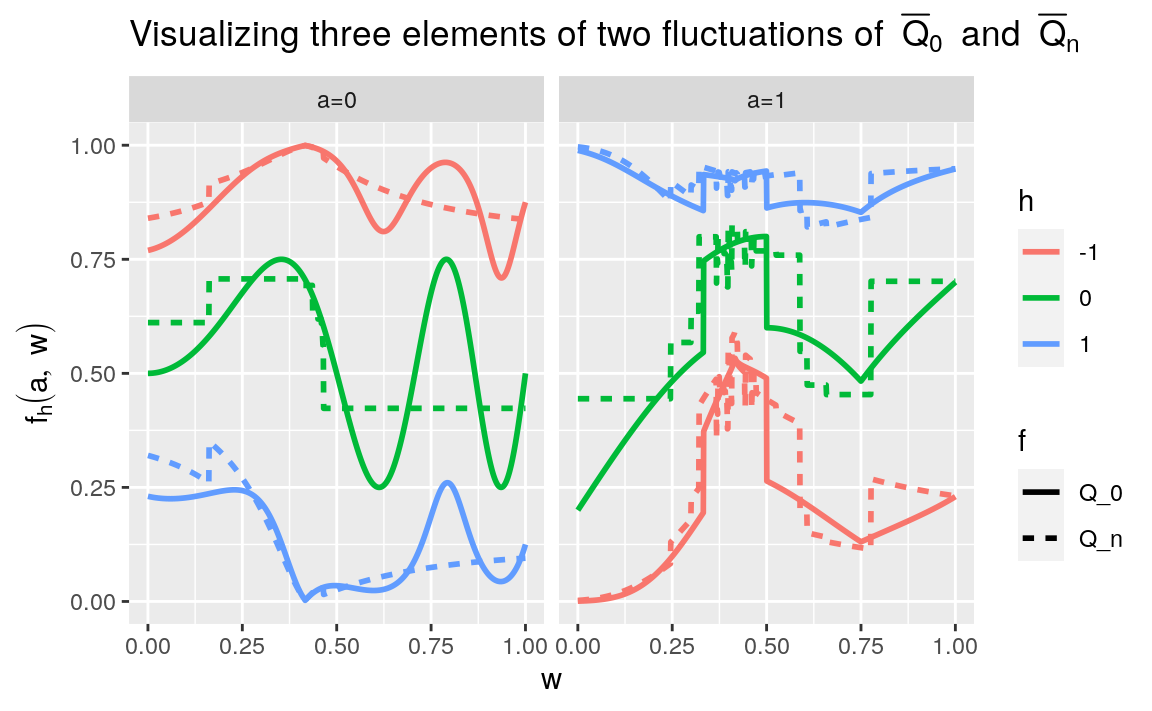 Visualizing three elements of two fluctuations of Q̅₀ and Q̅ₙ
a=0 a=1
1.00
0.75
0.50
0.25
0.00
0.00 0.25 0.50 0.75 1.00 0.00 0.25 0.50 0.75 1.00
w
fₕ(a, w)
h
-1
0
1
f
Q_0
Q_n